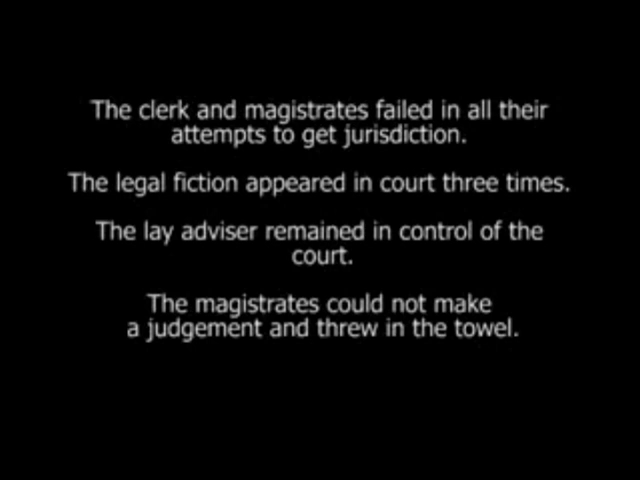 The clerk and magistrates failed in all their
attempts to get jurisdiction.
The legal fiction appeared in court three times.
The lay adviser remained in control of the
court.
The magistrates could not make
a judgement and threw in the towel.